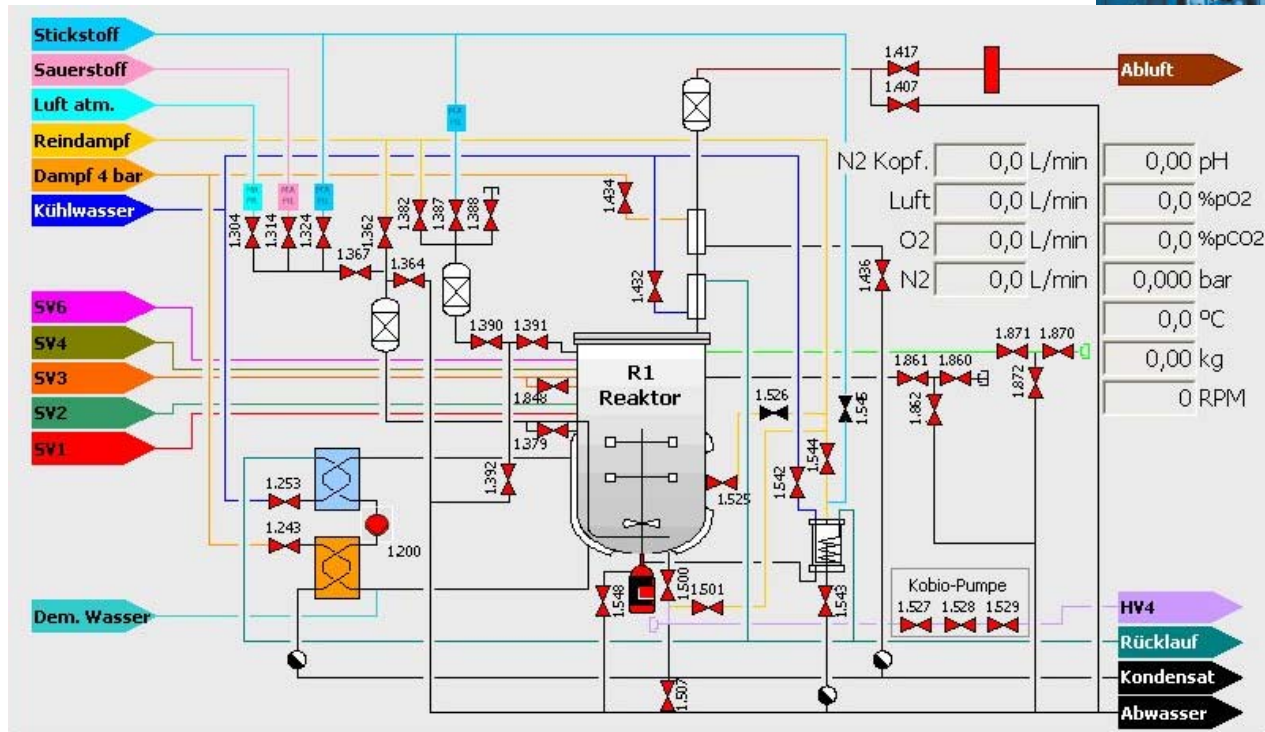 Stickstoff
Sauerstoff
Luft atm.
Reindampf
Dampf 4 bar
Kühlwasser
SV6
SV4
SV3
SV2
SV1
Dem. Wasser
1.304
1.314
1.324
1.367
1.362
1.364
1.382
1.387
1.388
1.390
1.391
1.392
1.848
1.379
1.253
1.243
1.200
1.434
1.432
1.436
1.417
1.407
Abluft
N2 Kopf. 0,0 L/min
Luft 0,0 L/min
O2 0,0 L/min
N2 0,0 L/min
0,00 pH
0,0 %pO2
0,0 %pCO2
0,000 bar
0,0 ºC
0,00 kg
0 RPM
R1
Reaktor
1.526
1.525
1.542
1.544
1.543
1.500
1.501
1.548
1.507
1.861
1.860
1.862
1.871
1.870
1.872
Kobio-Pumpe
1.527
1.528
1.529
HV4
Rücklauf
Kondensat
Abwasser